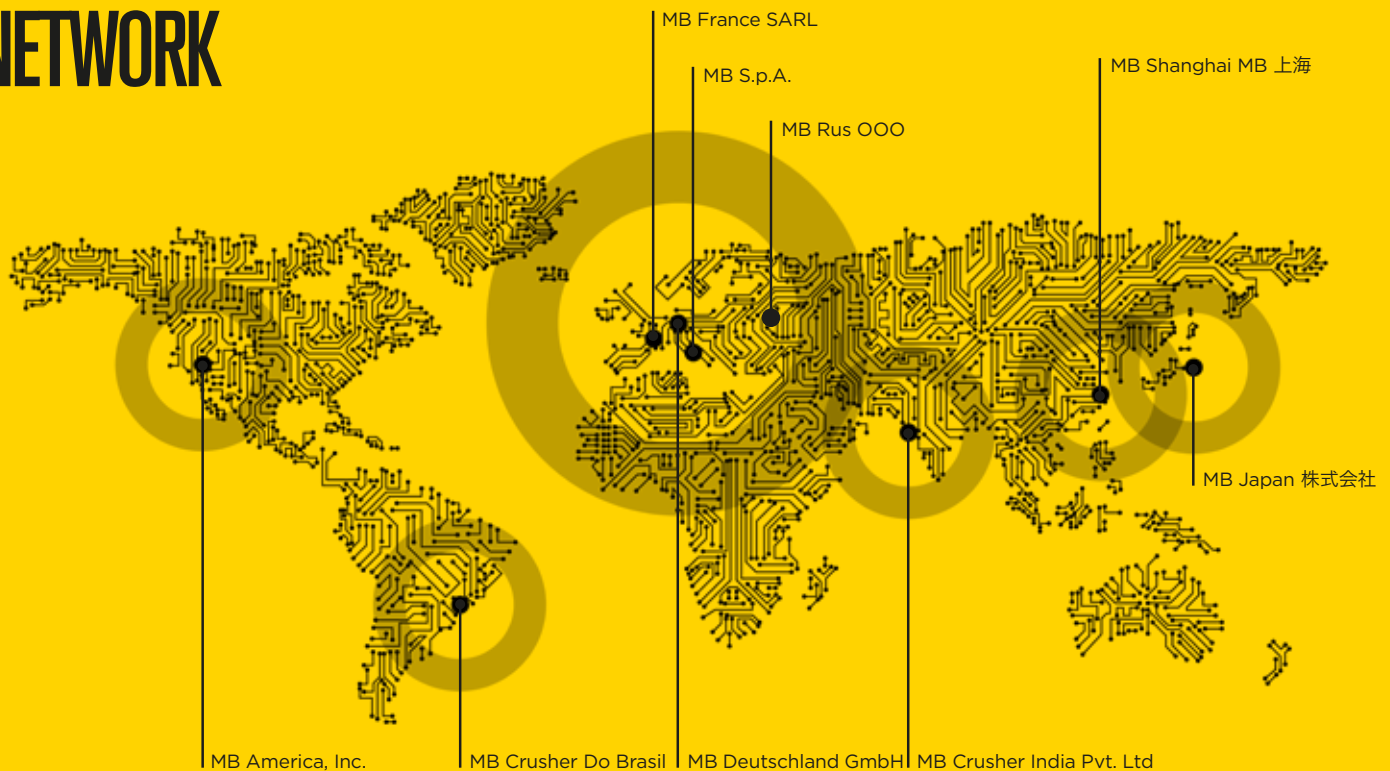 NETWORK
MB France SARL
MB S.p.A.
MB Shanghai MB 上海
MB Rus OOO
MB Japan 株式会社
MB America, Inc.
MB Crusher Do Brasil
MB Deutschland GmbH
MB Crusher India Pvt. Ltd